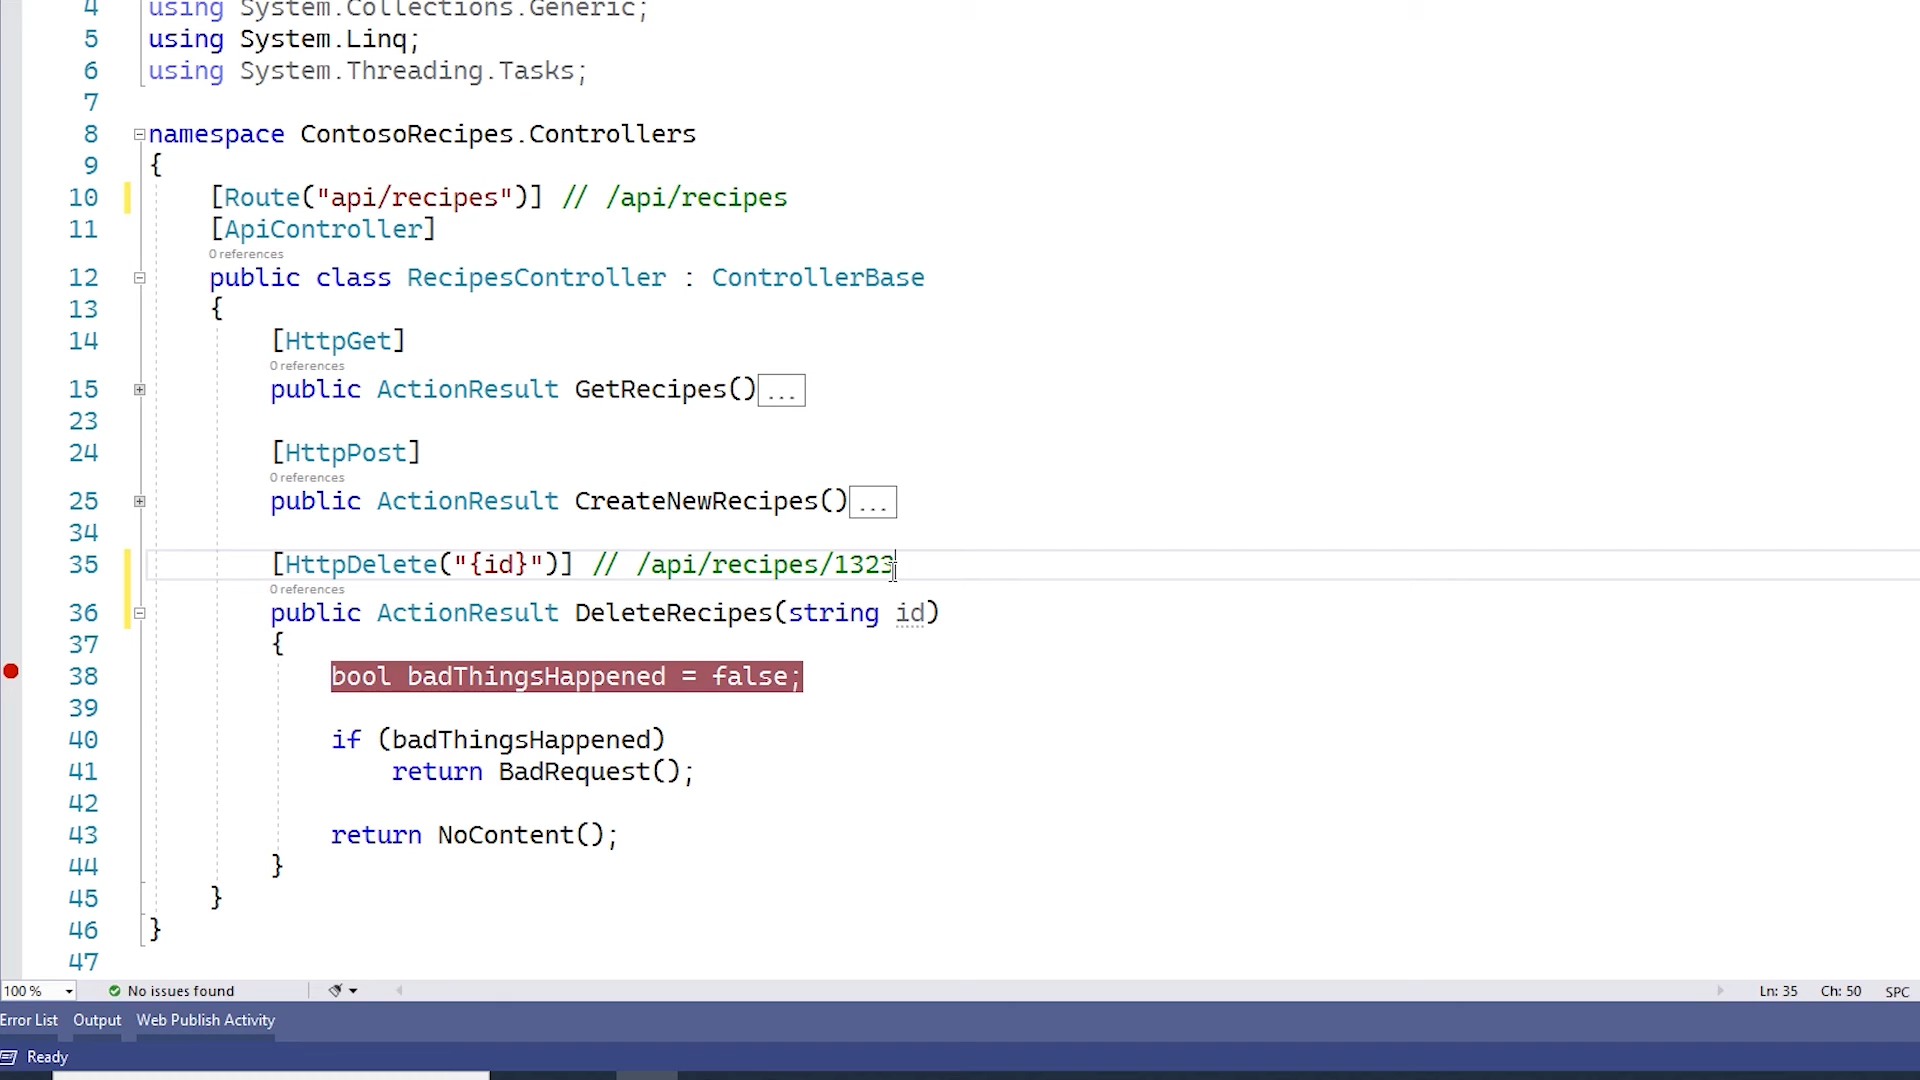 4 using System.Collections.Generic;
5 using System.Linq;
6 using System.Threading.Tasks;
7
8 namespace ContosoRecipes.Controllers
9 {
10 [Route("api/recipes")] // /api/recipes
11 [ApiController]
0 references
12 public class RecipesController : ControllerBase
13 {
14 [HttpGet]
0 references
15 public ActionResult GetRecipes()...
23
24 [HttpPost]
0 references
25 public ActionResult CreateNewRecipes()...
34
35 [HttpDelete("{id}")] // /api/recipes/1323
0 references
36 public ActionResult DeleteRecipes(string id)
37 {
38 bool badThingsHappened = false;
39
40 if (badThingsHappened)
41 return BadRequest();
42
43 return NoContent();
44 }
45 }
46 }
47
100 % No issues found Ln: 35 Ch: 50 SPC
Error List Output Web Publish Activity
Ready